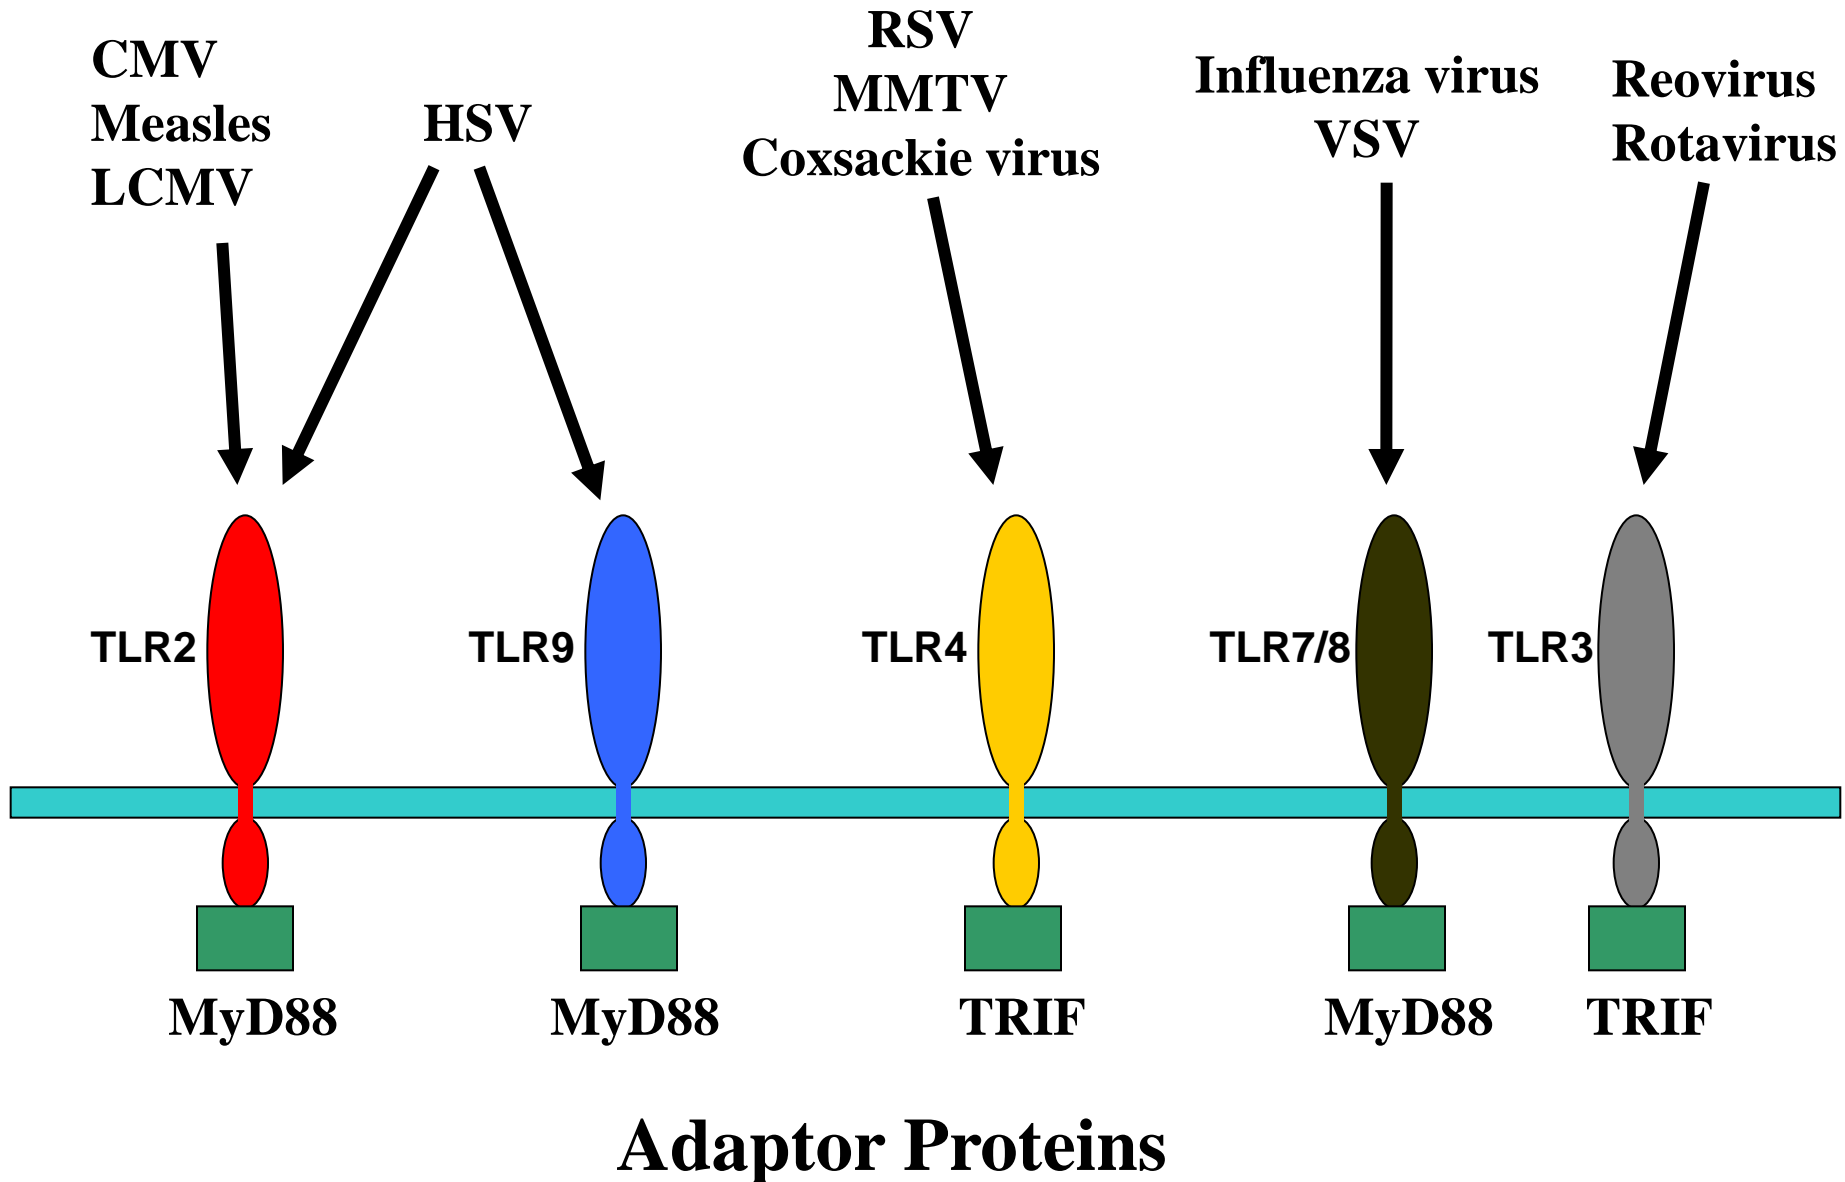 CMV
Measles
LCMV
HSV
RSV
MMTV
Coxsackie virus
Influenza virus
VSV
Reovirus
Rotavirus
TLR2
TLR9
TLR4
TLR7/8
TLR3
MyD88
MyD88
TRIF
MyD88
TRIF
Adaptor Proteins